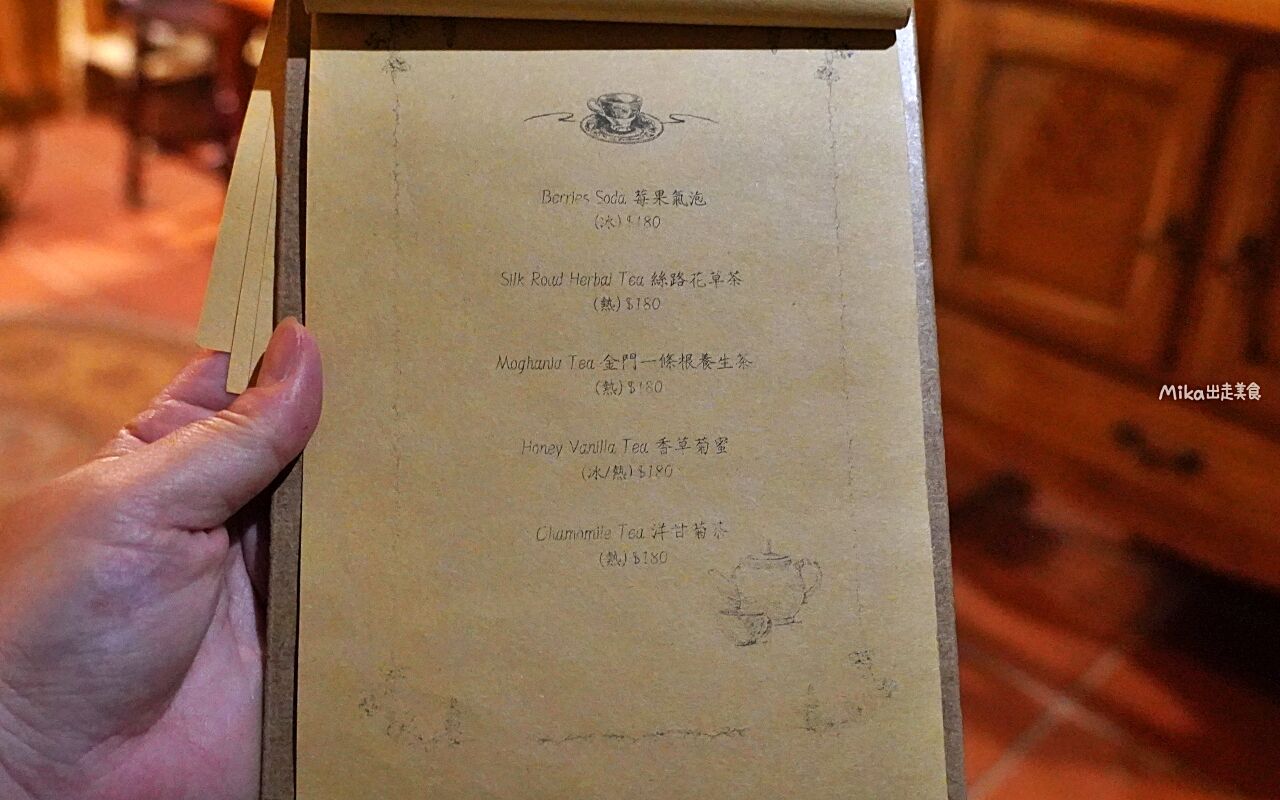 Berries Soda 莓果氣泡
(冰) $180
Silk Road Herbal Tea 絲路花草茶
(熱) $180
Moghania Tea 金門一條根養生茶
(熱) $180
Honey Vanilla Tea 香草菊蜜
(冰/熱) $180
Chamomile Tea 洋甘菊茶
(熱) $180
Mika出走美食